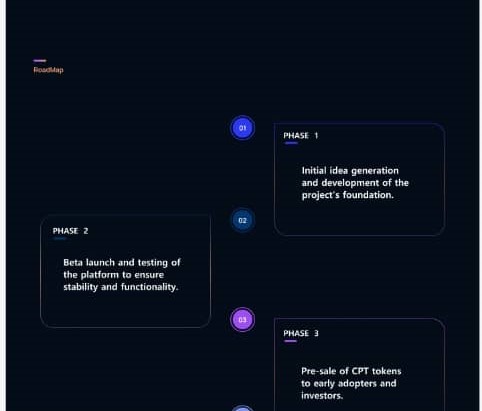 RoadMap
01
PHASE 1
Initial idea generation
and development of the
project's foundation.
02
PHASE 2
Beta launch and testing of
the platform to ensure
stability and functionality.
03
PHASE 3
Pre-sale of CPT tokens
to early adopters and
investors.